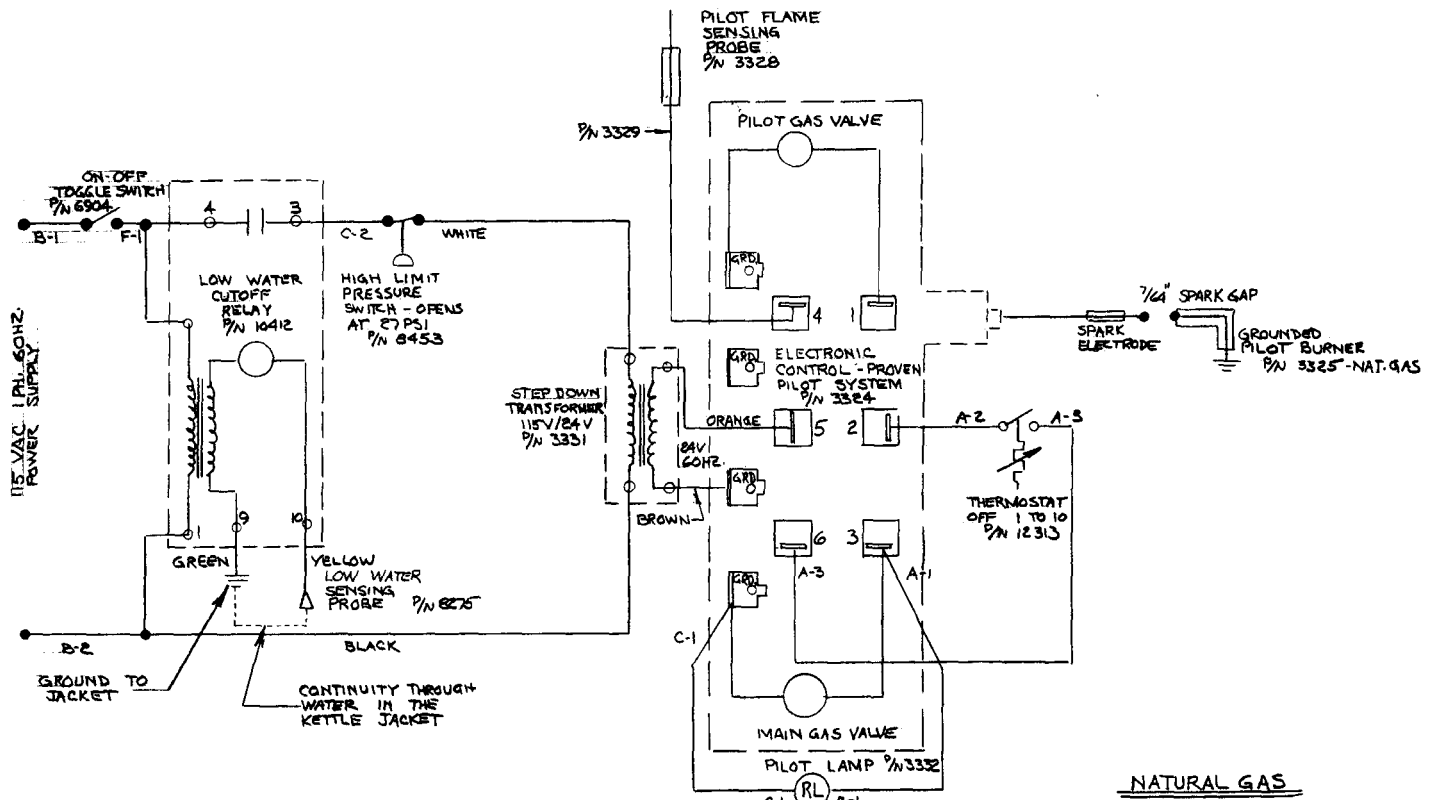 PILOT FLAME
SENSING
PROBE
P/N 3328
P/N 3329
PILOT GAS VALVE
ON-OFF
TOGGLE SWITCH
P/N 6904
4
3
B-1
F-1
C-2
WHITE
LOW WATER
CUTOFF
RELAY
P/N 10412
HIGH LIMIT
PRESSURE
SWITCH - OPENS
AT 27 PSI
P/N 8453
115 VAC 1 PH. 60HZ.
POWER SUPPLY
GRD.
4
1
7/64" SPARK GAP
SPARK
ELECTRODE
GROUNDED
PILOT BURNER
P/N 3325-NAT. GAS
GRD
ELECTRONIC
CONTROL - PROVEN
PILOT SYSTEM
P/N 3324
STEP DOWN
TRANSFORMER
115V/24V
P/N 3331
ORANGE
5
2
A-2
A-3
24V
60HZ.
GRD
BROWN
THERMOSTAT
OFF 1 TO 10
P/N 12313
1
9
10
6
3
GREEN
YELLOW
LOW WATER
SENSING
PROBE P/N 8275
A-3
A-1
GRD
C-1
B-2
BLACK
GROUND TO
JACKET
CONTINUITY THROUGH
WATER IN THE
KETTLE JACKET
MAIN GAS VALVE
PILOT LAMP P/N 3332
RL
NATURAL GAS